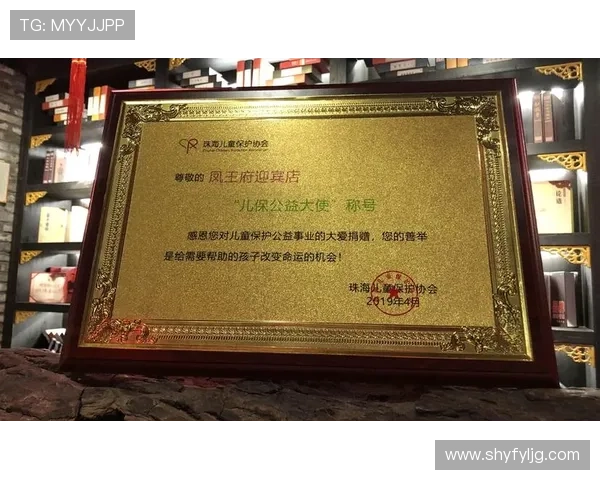 TG: MYYJJPP
珠海儿童保护协会
尊敬的 凤王府迎宾店
“儿保公益大使” 称号
感恩您对儿童保护公益事业的大爱捐赠，您的善举
是给需要帮助的孩子改变命运的机会！
珠海儿童保护协会
2019年4月
www.shyfyljg.com